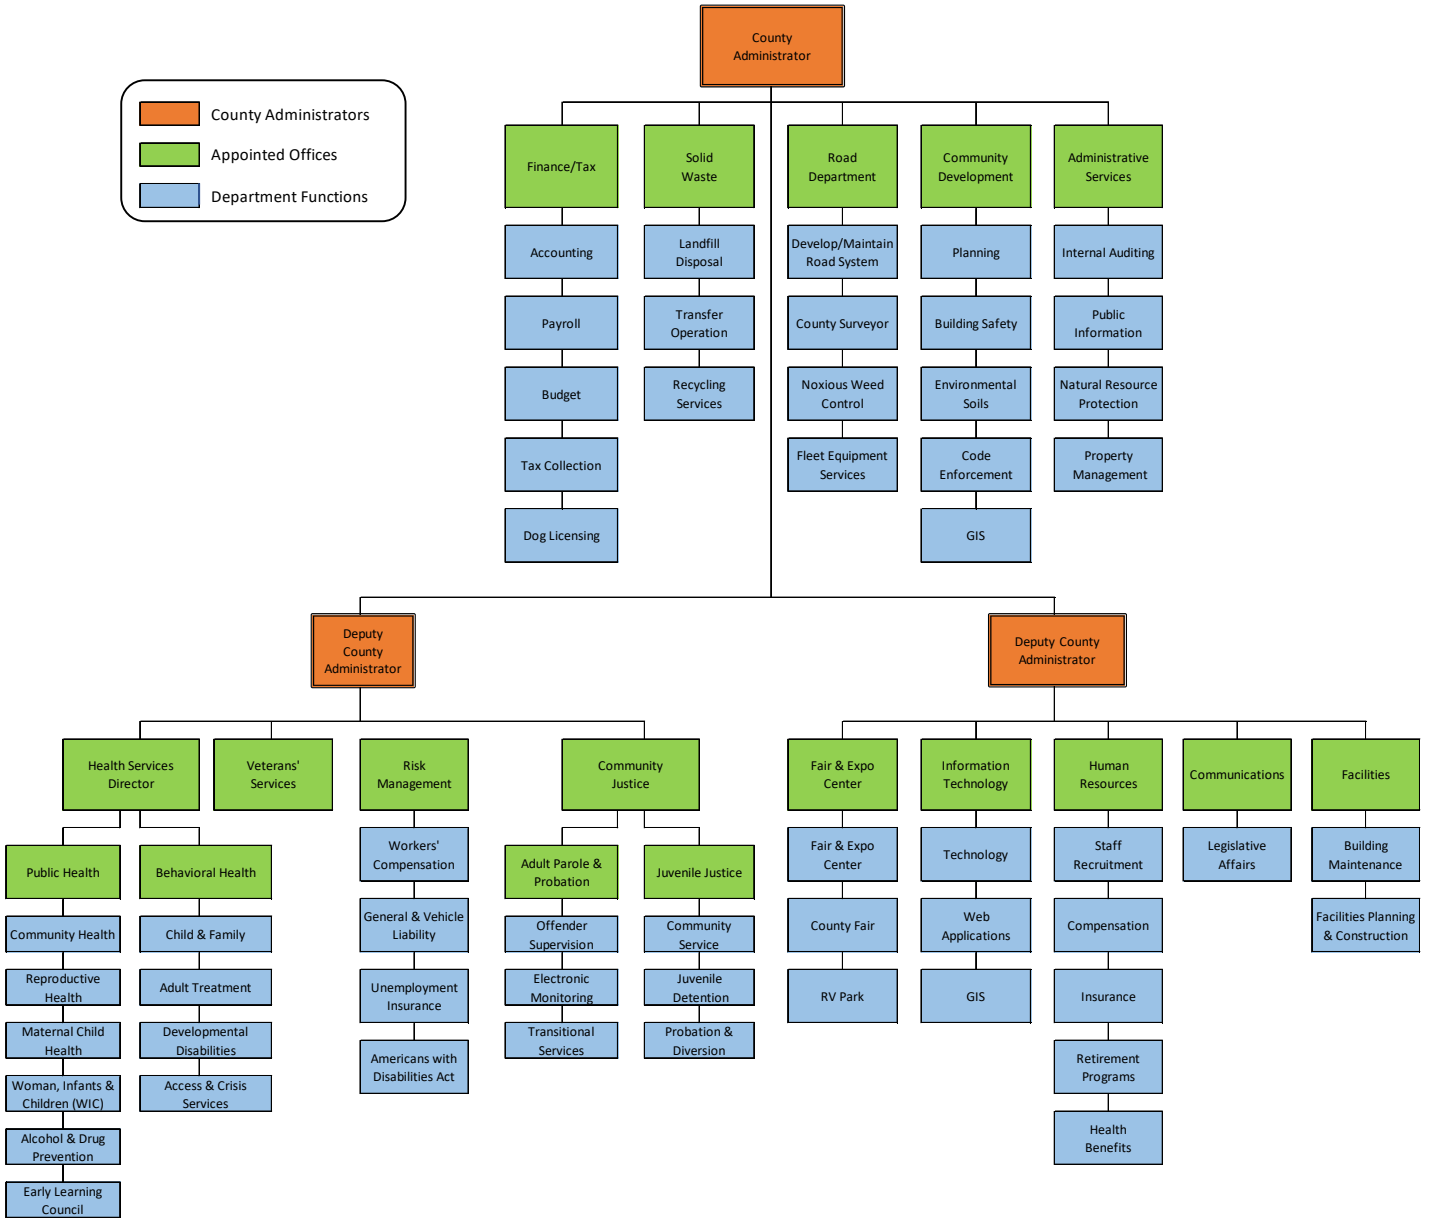 County
Administrator
County Administrators
Appointed Offices
Department Functions
Finance/Tax
Solid
Waste
Road
Department
Community
Development
Administrative
Services
Accounting
Landfill
Disposal
Develop/Maintain
Road System
Planning
Internal Auditing
Payroll
Transfer
Operation
County Surveyor
Building Safety
Public
Information
Budget
Recycling
Services
Noxious Weed
Control
Environmental
Soils
Natural Resource
Protection
Tax Collection
Fleet Equipment
Services
Code
Enforcement
Property
Management
Dog Licensing
GIS
Deputy
County
Administrator
Deputy County
Administrator
Health Services
Director
Veterans'
Services
Risk
Management
Community
Justice
Fair & Expo
Center
Information
Technology
Human
Resources
Communications
Facilities
Public Health
Behavioral Health
Workers'
Compensation
Adult Parole &
Probation
Juvenile Justice
Fair & Expo
Center
Technology
Staff
Recruitment
Legislative
Affairs
Building
Maintenance
Community Health
Child & Family
General & Vehicle
Liability
Offender
Supervision
Community
Service
County Fair
Web
Applications
Compensation
Facilities Planning
& Construction
Reproductive
Health
Adult Treatment
Unemployment
Insurance
Electronic
Monitoring
Juvenile
Detention
RV Park
GIS
Insurance
Maternal Child
Health
Developmental
Disabilities
Americans with
Disabilities Act
Transitional
Services
Probation &
Diversion
Retirement
Programs
Woman, Infants &
Children (WIC)
Access & Crisis
Services
Health
Benefits
Alcohol & Drug
Prevention
Early Learning
Council